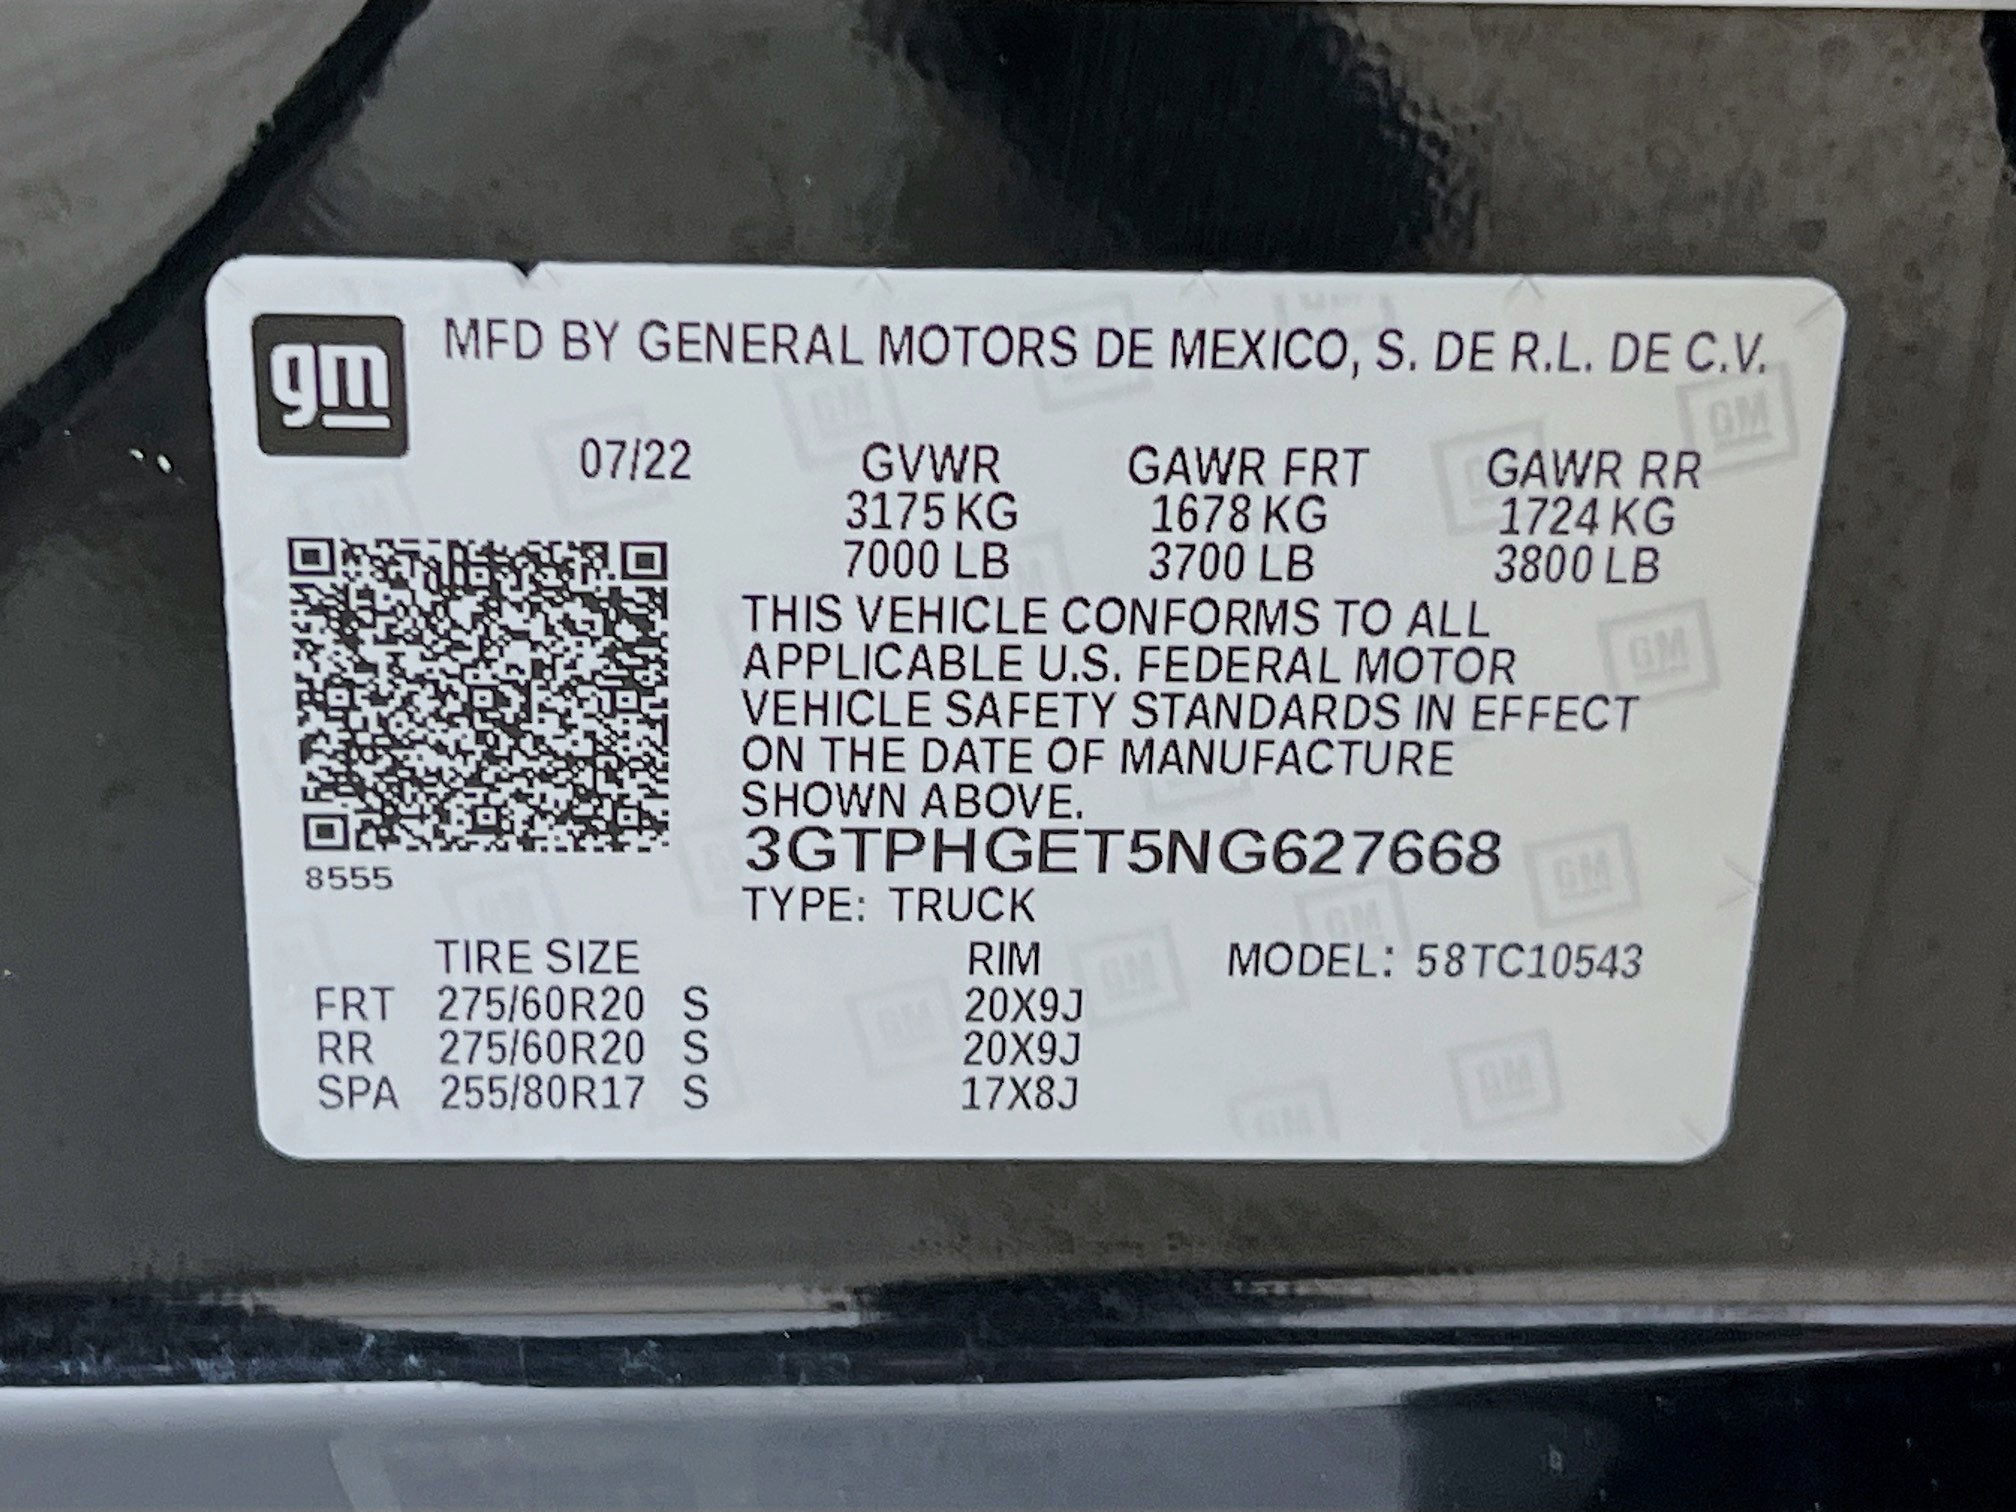 gm MFD BY GENERAL MOTORS DE MEXICO, S. DE R.L. DE C.V.
07/22 GVWR GAWR FRT GAWR RR
3175 KG 1678 KG 1724 KG
7000 LB 3700 LB 3800 LB
THIS VEHICLE CONFORMS TO ALL
APPLICABLE U.S. FEDERAL MOTOR
VEHICLE SAFETY STANDARDS IN EFFECT
ON THE DATE OF MANUFACTURE
SHOWN ABOVE.
3GTPHGET5NG627668
8555
TYPE: TRUCK
TIRE SIZE RIM MODEL: 58TC10543
FRT 275/60R20 S 20X9J
RR 275/60R20 S 20X9J
SPA 255/80R17 S 17X8J